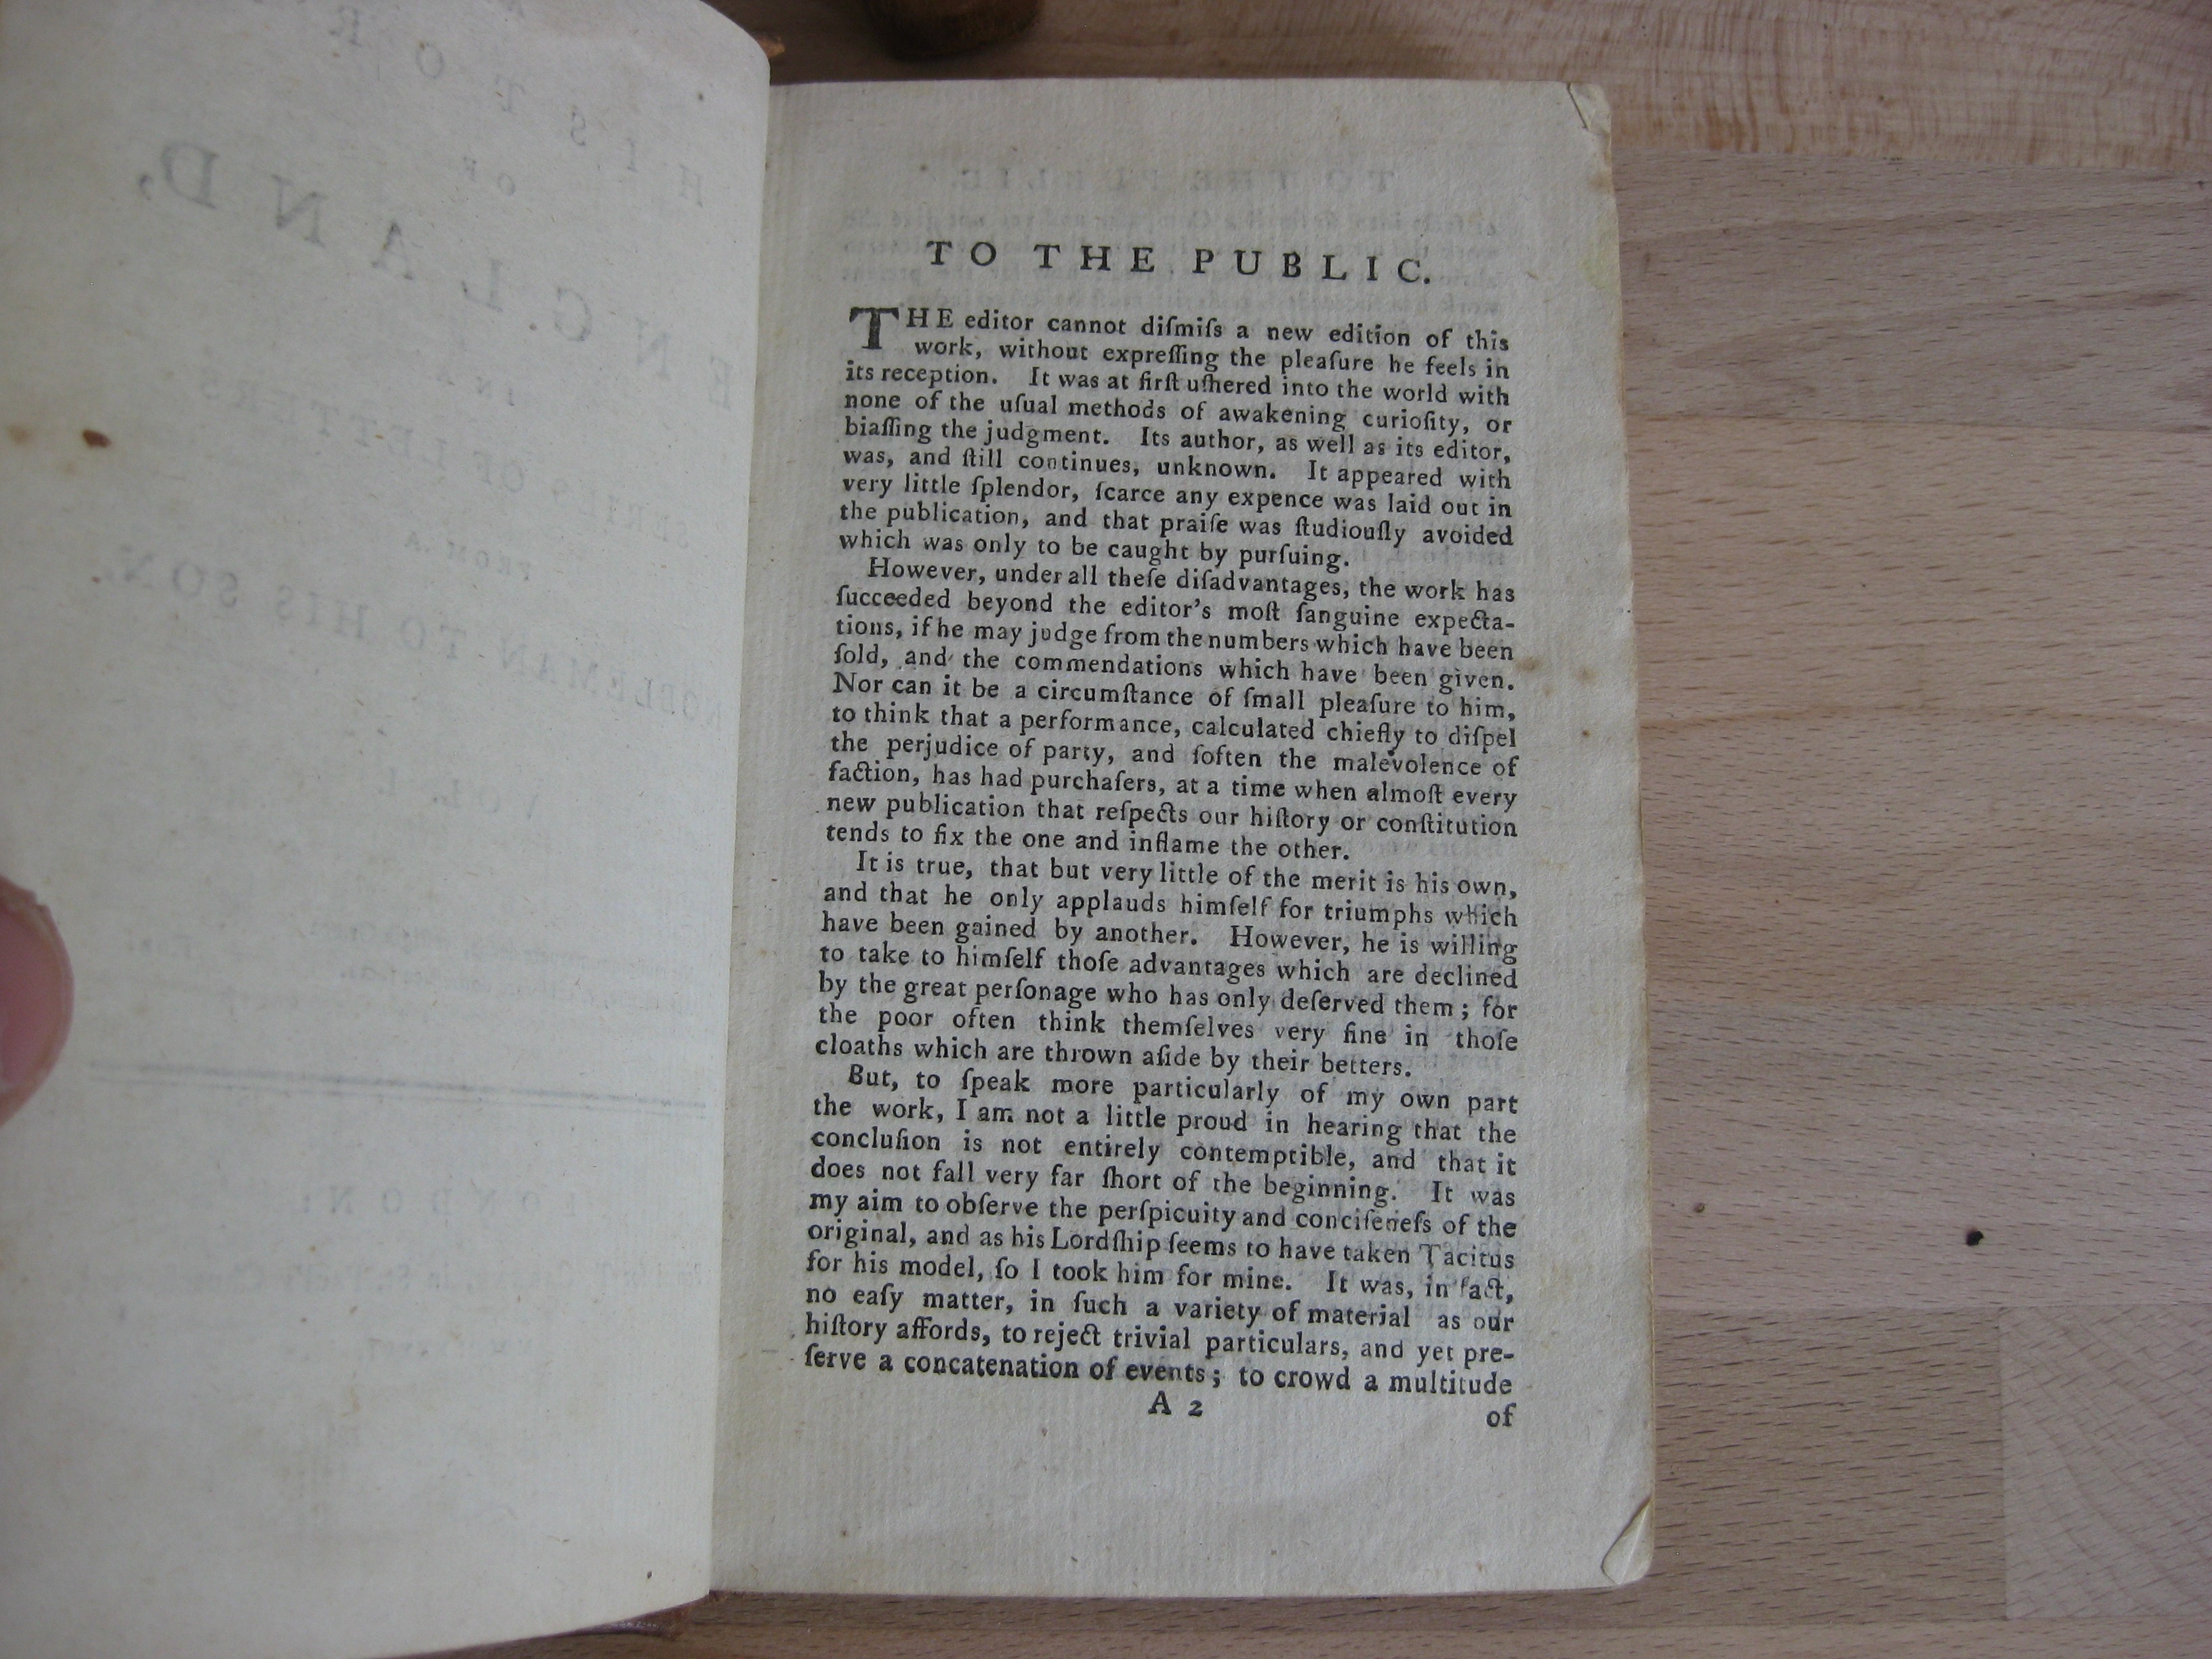 HISTOR
OF
ENGLAND,
IN A
SERIES OF LETTERS
FROM A
NOBLEMAN TO HIS SON.
VOL. I.
TO THE PUBLIC.
THE editor cannot diſmiſs a new edition of this
work, without expreſſing the pleaſure he feels in
its reception. It was at firſt uſhered into the world with
none of the uſual methods of awakening curioſity, or
biaſſing the judgment. Its author, as well as its editor,
was, and ſtill continues, unknown. It appeared with
very little ſplendor, ſcarce any expence was laid out in
the publication, and that praiſe was ſtudiouſly avoided
which was only to be caught by purſuing.
However, under all theſe diſadvantages, the work has
ſucceeded beyond the editor's moſt ſanguine expecta-
tions, if he may judge from the numbers which have been
ſold, and the commendations which have been given.
Nor can it be a circumſtance of ſmall pleaſure to him,
to think that a performance, calculated chiefly to diſpel
the perjudice of party, and ſoften the malevolence of
faction, has had purchaſers, at a time when almoſt every
new publication that reſpects our hiſtory or conſtitution
tends to fix the one and inflame the other.
It is true, that but very little of the merit is his own,
and that he only applauds himſelf for triumphs which
have been gained by another. However, he is willing
to take to himſelf thoſe advantages which are declined
by the great perſonage who has only deſerved them; for
the poor often think themſelves very fine in thoſe
cloaths which are thrown aſide by their betters.
But, to ſpeak more particularly of my own part
the work, I am not a little proud in hearing that the
concluſion is not entirely contemptible, and that it
does not fall very far ſhort of the beginning. It was
my aim to obſerve the perſpicuity and conciſeneſs of the
original, and as his Lordſhip ſeems to have taken Tacitus
for his model, ſo I took him for mine. It was, in fact,
no eaſy matter, in ſuch a variety of material as our
hiſtory affords, to reject trivial particulars, and yet pre-
ſerve a concatenation of events; to crowd a multitude
A 2
of